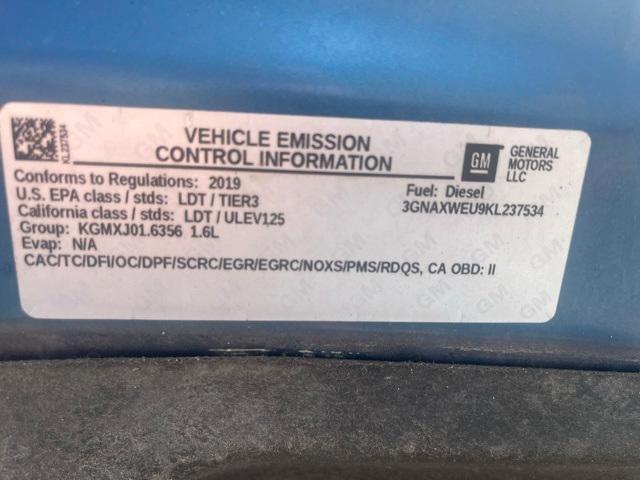 KL237534
VEHICLE EMISSION
CONTROL INFORMATION
GM
GENERAL
MOTORS
LLC
Conforms to Regulations: 2019
U.S. EPA class / stds: LDT / TIER3
California class / stds: LDT / ULEV125
Group: KGMXJ01.6356 1.6L
Evap: N/A
Fuel: Diesel
3GNAXWEU9KL237534
CAC/TC/DFI/OC/DPF/SCRC/EGR/EGRC/NOXS/PMS/RDQS, CA OBD: II